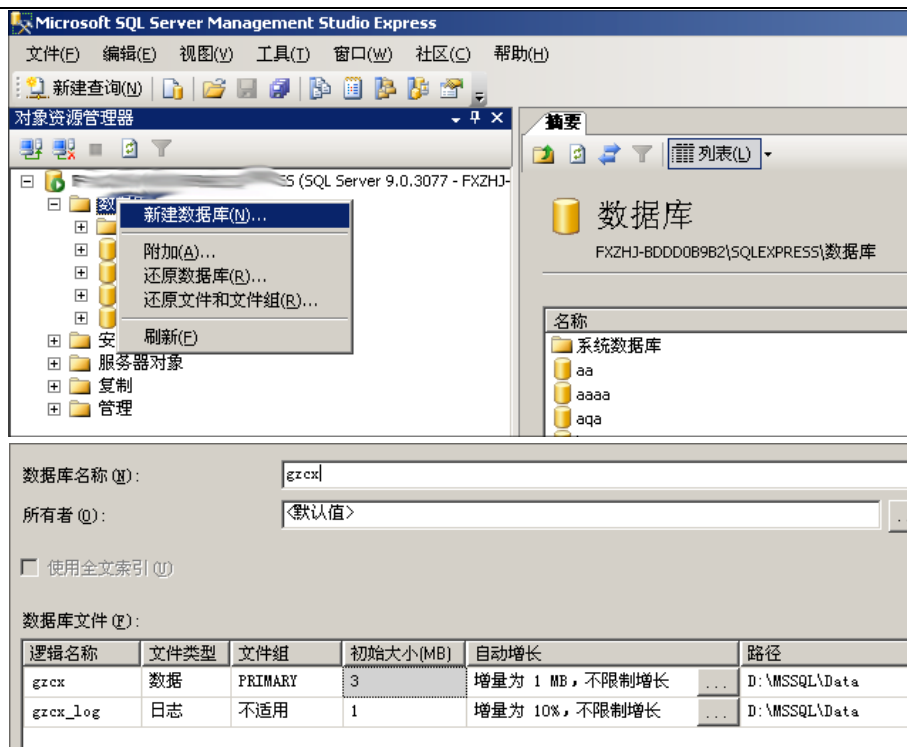 Microsoft SQL Server Management Studio Express
文件(F) 编辑(E) 视图(V) 工具(T) 窗口(W) 社区(C) 帮助(H)
新建查询(N)
对象资源管理器
摘要
列表(L)
(SQL Server 9.0.3077 - FXZHJ-
新建数据库(N)...
附加(A)...
还原数据库(R)...
还原文件和文件组(R)...
刷新(F)
安
服务器对象
复制
管理
数据库
FXZHJ-BDDD0B9B2\SQLEXPRESS\数据库
名称
系统数据库
aa
aaaa
aqa
数据库名称(N):
gzcx
所有者(O):
<默认值>
...
使用全文索引(U)
数据库文件(F):
逻辑名称 文件类型 文件组 初始大小(MB) 自动增长 路径
gzcx 数据 PRIMARY 3 增量为 1 MB，不限制增长 ... D:\MSSQL\Data
gzcx_log 日志 不适用 1 增量为 10%，不限制增长 ... D:\MSSQL\Data